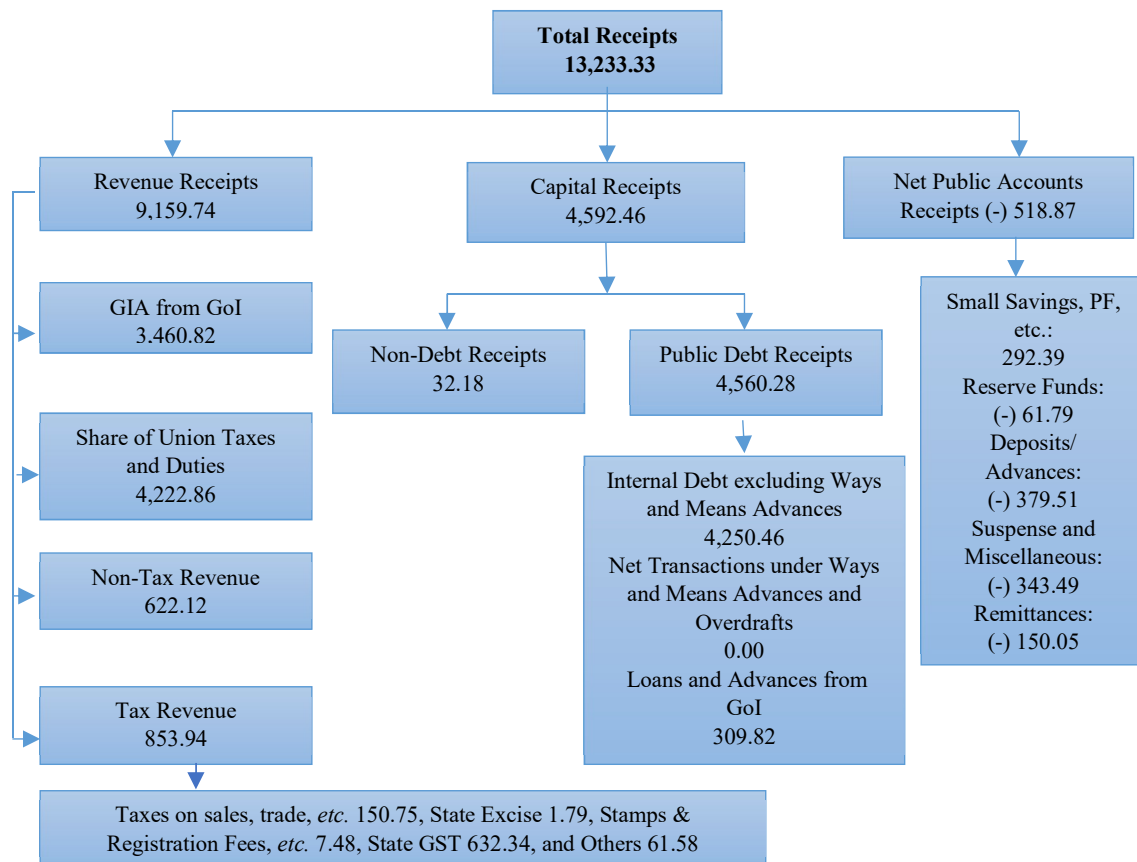 Total Receipts
13,233.33
Revenue Receipts
9,159.74
Capital Receipts
4,592.46
Net Public Accounts
Receipts (-) 518.87
GIA from GoI
3.460.82
Share of Union Taxes
and Duties
4,222.86
Non-Tax Revenue
622.12
Tax Revenue
853.94
Taxes on sales, trade, etc. 150.75, State Excise 1.79, Stamps &
Registration Fees, etc. 7.48, State GST 632.34, and Others 61.58
Non-Debt Receipts
32.18
Public Debt Receipts
4,560.28
Internal Debt excluding Ways
and Means Advances
4,250.46
Net Transactions under Ways
and Means Advances and
Overdrafts
0.00
Loans and Advances from
GoI
309.82
Small Savings, PF,
etc.:
292.39
Reserve Funds:
(-) 61.79
Deposits/
Advances:
(-) 379.51
Suspense and
Miscellaneous:
(-) 343.49
Remittances:
(-) 150.05